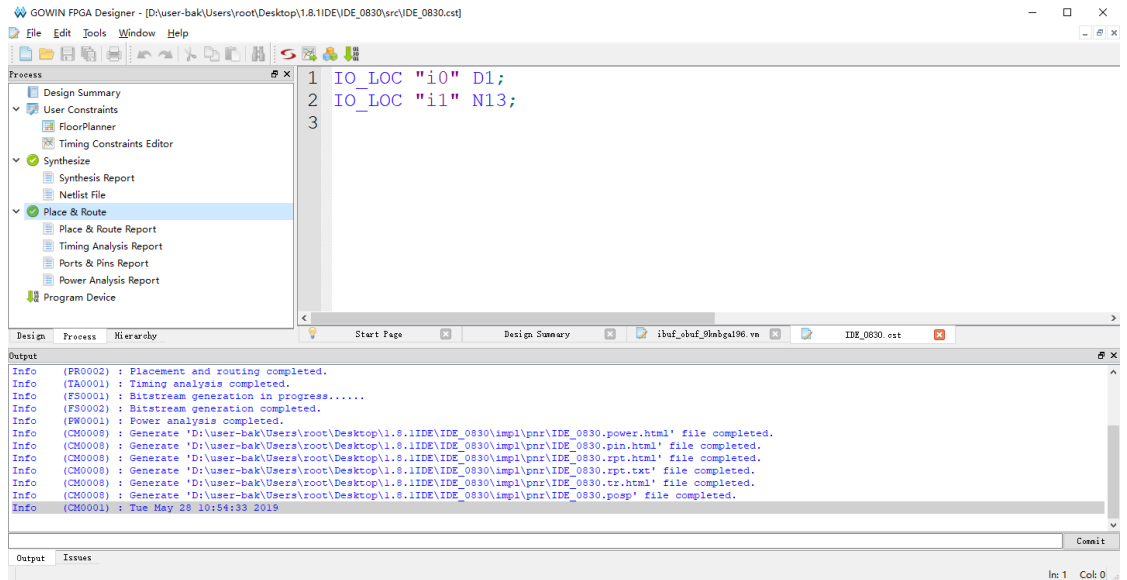 GOWIN FPGA Designer - [D:\user-bak\Users\root\Desktop\1.8.1IDE\IDE_0830\src\IDE_0830.cst]
File Edit Tools Window Help
Process
Design Summary
User Constraints
FloorPlanner
Timing Constraints Editor
Synthesize
Synthesis Report
Netlist File
Place & Route
Place & Route Report
Timing Analysis Report
Ports & Pins Report
Power Analysis Report
Program Device
1 IO_LOC "i0" D1;
2 IO_LOC "i1" N13;
3
Design Process Hierarchy
Start Page Design Summary ibuf_obuf_9kmbga196.vm IDE_0830.cst
Output
Info (PR0002) : Placement and routing completed.
Info (TA0001) : Timing analysis completed.
Info (FS0001) : Bitstream generation in progress......
Info (FS0002) : Bitstream generation completed.
Info (PW0001) : Power analysis completed.
Info (CM0008) : Generate 'D:\user-bak\Users\root\Desktop\1.8.1IDE\IDE_0830\impl\pnr\IDE_0830.power.html' file completed.
Info (CM0008) : Generate 'D:\user-bak\Users\root\Desktop\1.8.1IDE\IDE_0830\impl\pnr\IDE_0830.pin.html' file completed.
Info (CM0008) : Generate 'D:\user-bak\Users\root\Desktop\1.8.1IDE\IDE_0830\impl\pnr\IDE_0830.rpt.html' file completed.
Info (CM0008) : Generate 'D:\user-bak\Users\root\Desktop\1.8.1IDE\IDE_0830\impl\pnr\IDE_0830.rpt.txt' file completed.
Info (CM0008) : Generate 'D:\user-bak\Users\root\Desktop\1.8.1IDE\IDE_0830\impl\pnr\IDE_0830.tr.html' file completed.
Info (CM0008) : Generate 'D:\user-bak\Users\root\Desktop\1.8.1IDE\IDE_0830\impl\pnr\IDE_0830.posp' file completed.
Info (CM0001) : Tue May 28 10:54:33 2019
Commit
Output Issues
ln: 1 Col: 0